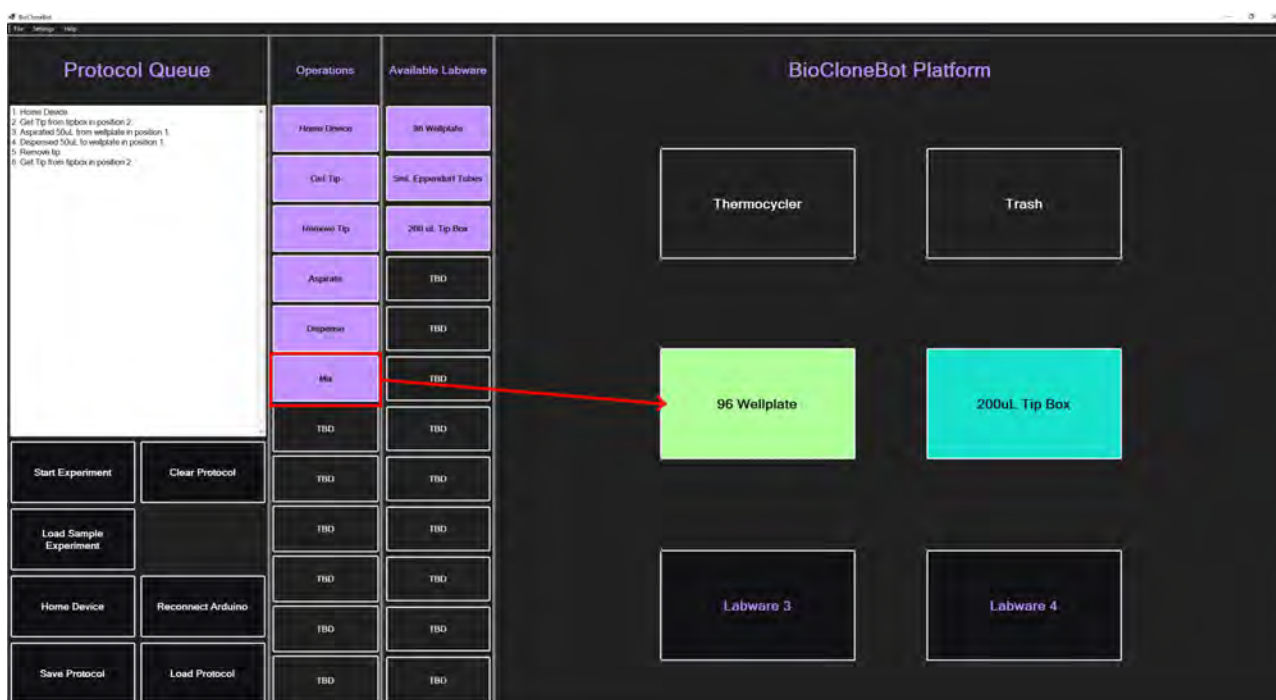 BioCloneBot
File Settings Help
Protocol Queue
Operations
Available Labware
BioCloneBot Platform
1. Home Device
2. Get Tip from tipbox in position 2.
3. Aspirated 50uL from wellplate in position 1.
4. Dispensed 50uL to wellplate in position 1.
5. Remove tip
6. Get Tip from tipbox in position 2.
Home Device
96 Wellplate
Get Tip
5mL Eppendorf Tubes
Remove Tip
200 uL Tip Box
Aspirate
TBD
Dispense
TBD
Mix
TBD
TBD
TBD
TBD
TBD
TBD
TBD
TBD
TBD
TBD
TBD
TBD
TBD
Thermocycler
Trash
96 Wellplate
200uL Tip Box
Labware 3
Labware 4
Start Experiment
Clear Protocol
Load Sample
Experiment
Home Device
Reconnect Arduino
Save Protocol
Load Protocol